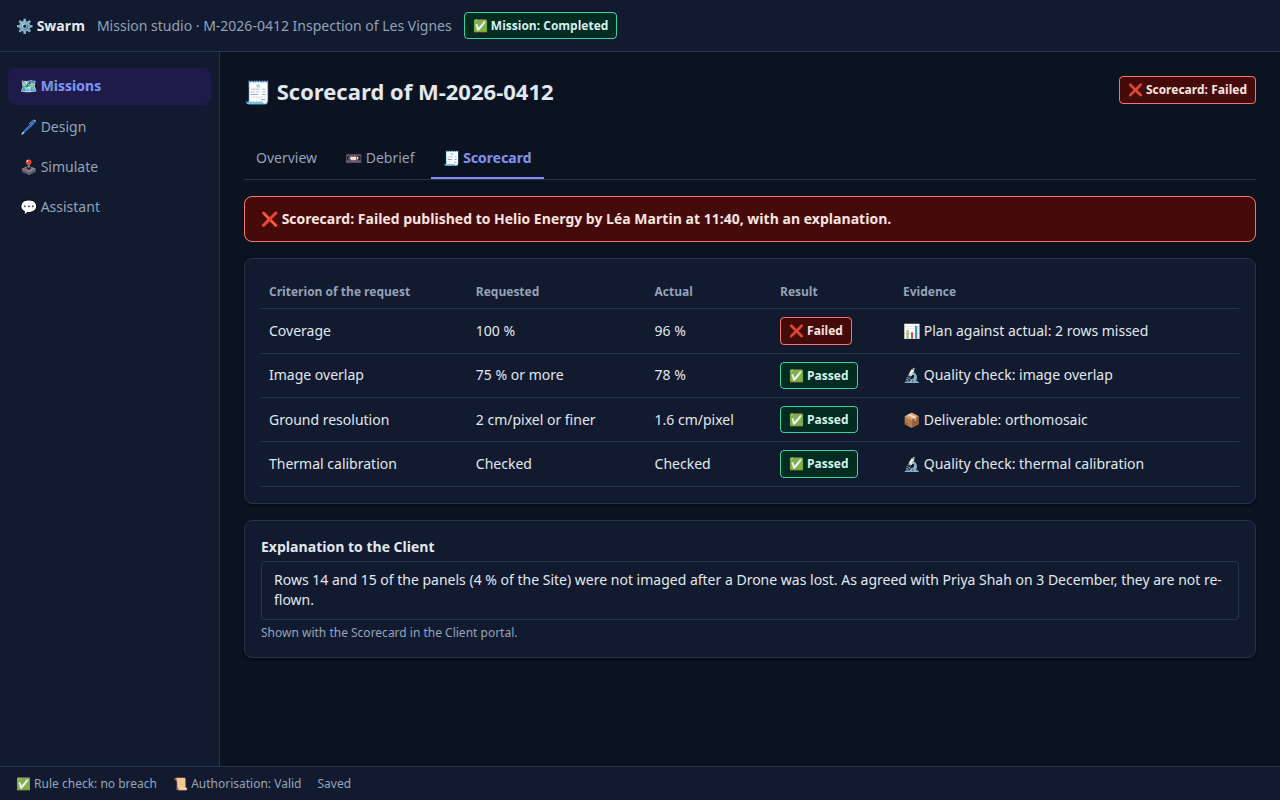 ⚙️ Swarm Mission studio · M-2026-0412 Inspection of Les Vignes ✅ Mission: Completed
🗺️ Missions
🖊️ Design
🕹️ Simulate
💬 Assistant
🧾 Scorecard of M-2026-0412
❌ Scorecard: Failed
Overview 📼 Debrief 🧾 Scorecard
❌ Scorecard: Failed published to Helio Energy by Léa Martin at 11:40, with an explanation.
Criterion of the request Requested Actual Result Evidence
Coverage 100 % 96 % ❌ Failed 📊 Plan against actual: 2 rows missed
Image overlap 75 % or more 78 % ✅ Passed 🔬 Quality check: image overlap
Ground resolution 2 cm/pixel or finer 1.6 cm/pixel ✅ Passed 📦 Deliverable: orthomosaic
Thermal calibration Checked Checked ✅ Passed 🔬 Quality check: thermal calibration
Explanation to the Client
Rows 14 and 15 of the panels (4 % of the Site) were not imaged after a Drone was lost. As agreed with Priya Shah on 3 December, they are not re-
flown.
Shown with the Scorecard in the Client portal.
✅ Rule check: no breach 📜 Authorisation: Valid Saved